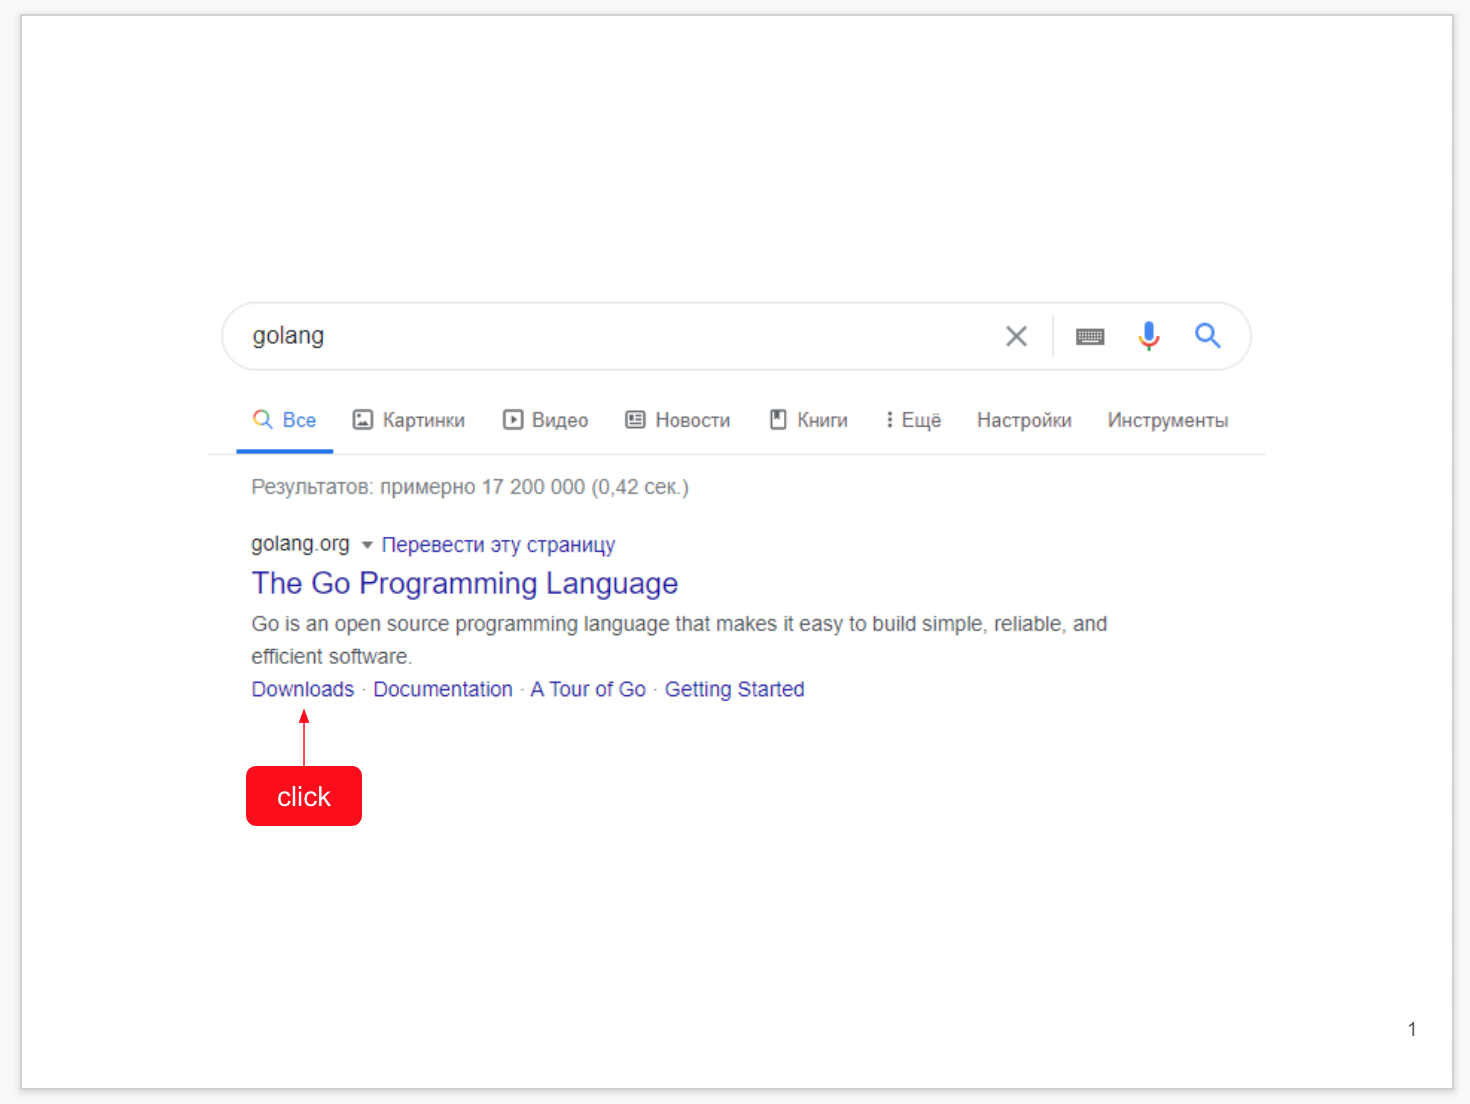 golang
Все Картинки Видео Новости Книги Ещё Настройки Инструменты
Результатов: примерно 17 200 000 (0,42 сек.)
golang.org Перевести эту страницу
The Go Programming Language
Go is an open source programming language that makes it easy to build simple, reliable, and
efficient software.
Downloads · Documentation · A Tour of Go · Getting Started
click
1